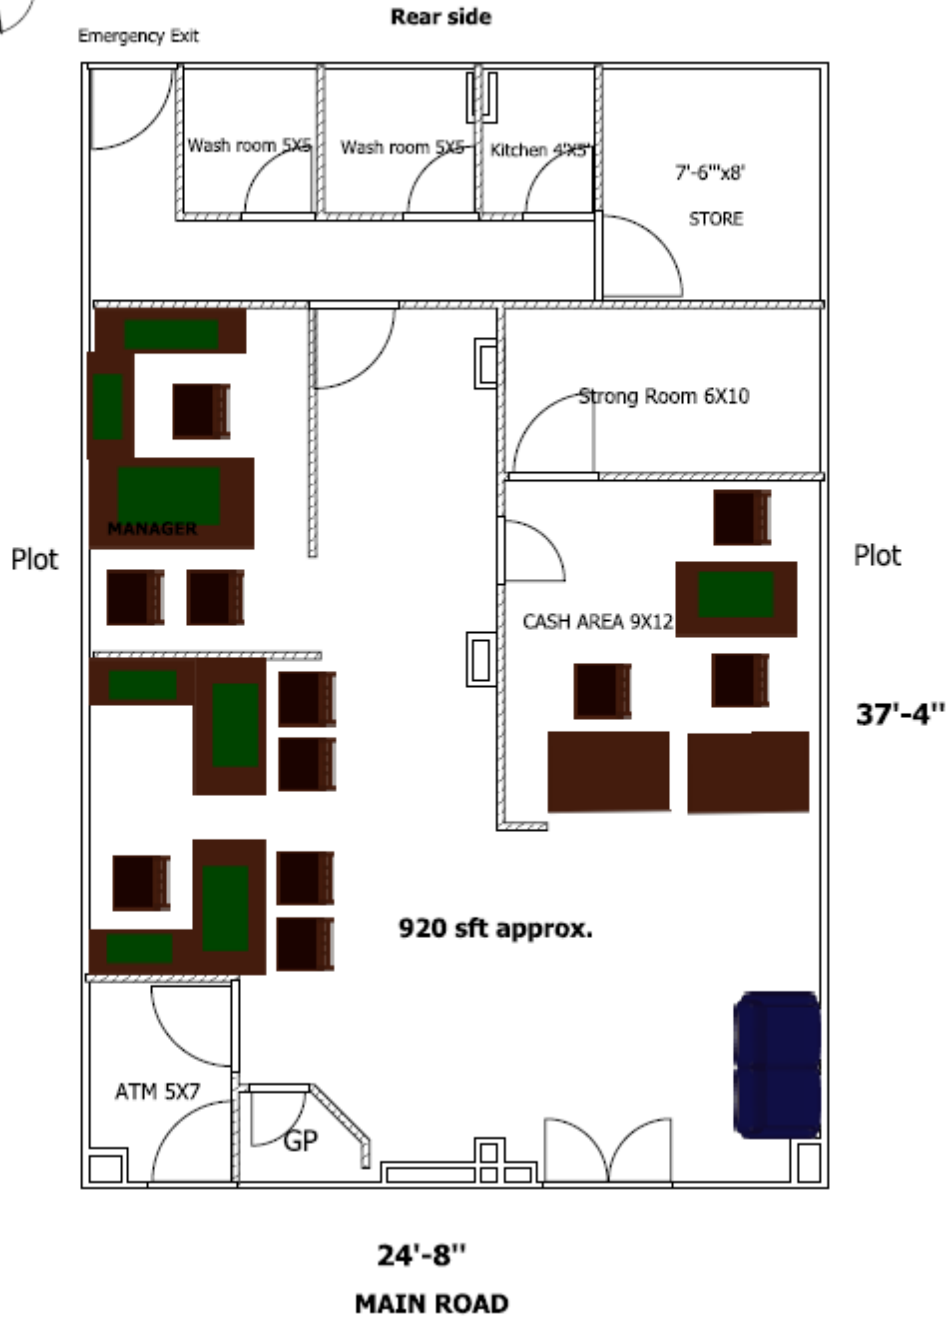 Rear side
Emergency Exit
Wash room 5X5
Wash room 5X5
Kitchen 4'X5'
7'-6'''x8'
STORE
Strong Room 6X10
MANAGER
Plot
Plot
CASH AREA 9X12
37'-4''
920 sft approx.
ATM 5X7
GP
24'-8''
MAIN ROAD